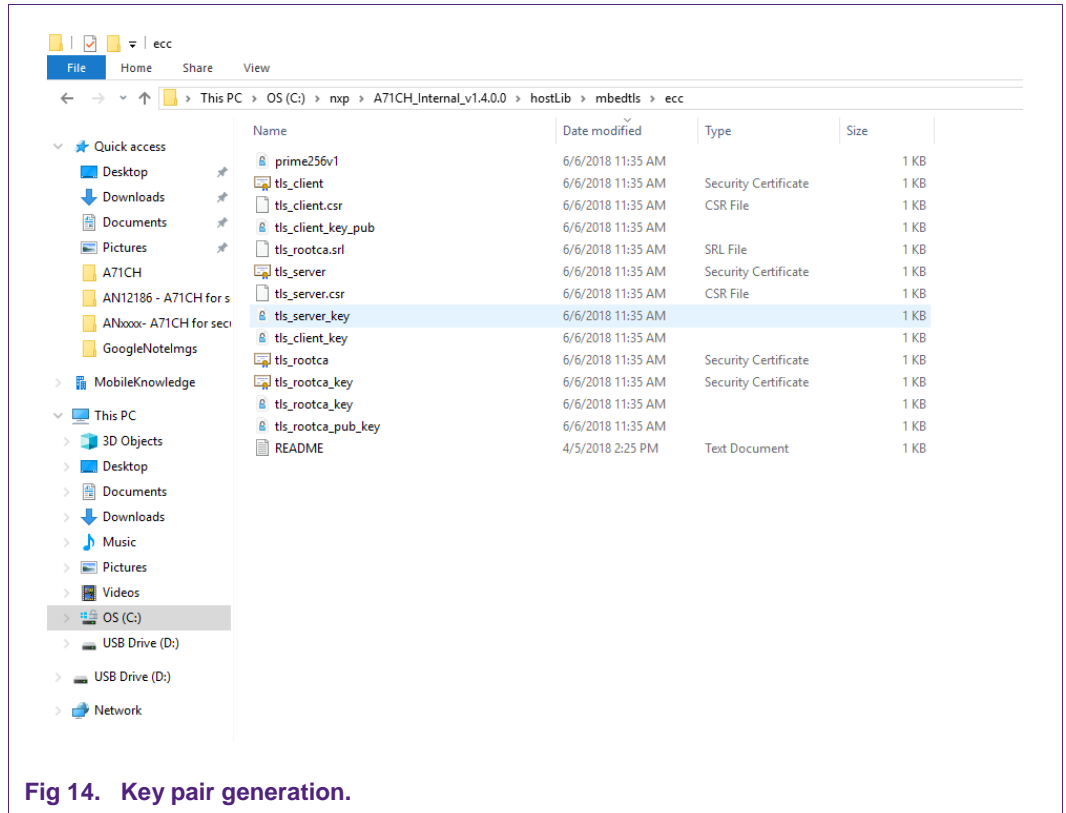 ecc
File Home Share View
This PC > OS (C:) > nxp > A71CH_Internal_v1.4.0.0 > hostLib > mbedtls > ecc
Name Date modified Type Size
Quick access
Desktop
Downloads
Documents
Pictures
A71CH
AN12186 - A71CH for s
ANxxxx- A71CH for sec
GoogleNoteImgs
MobileKnowledge
This PC
3D Objects
Desktop
Documents
Downloads
Music
Pictures
Videos
OS (C:)
USB Drive (D:)
USB Drive (D:)
Network
prime256v1 6/6/2018 11:35 AM 1 KB
tls_client 6/6/2018 11:35 AM Security Certificate 1 KB
tls_client.csr 6/6/2018 11:35 AM CSR File 1 KB
tls_client_key_pub 6/6/2018 11:35 AM 1 KB
tls_rootca.srl 6/6/2018 11:35 AM SRL File 1 KB
tls_server 6/6/2018 11:35 AM Security Certificate 1 KB
tls_server.csr 6/6/2018 11:35 AM CSR File 1 KB
tls_server_key 6/6/2018 11:35 AM 1 KB
tls_client_key 6/6/2018 11:35 AM 1 KB
tls_rootca 6/6/2018 11:35 AM Security Certificate 1 KB
tls_rootca_key 6/6/2018 11:35 AM Security Certificate 1 KB
tls_rootca_key 6/6/2018 11:35 AM 1 KB
tls_rootca_pub_key 6/6/2018 11:35 AM 1 KB
README 4/5/2018 2:25 PM Text Document 1 KB
Fig 14. Key pair generation.